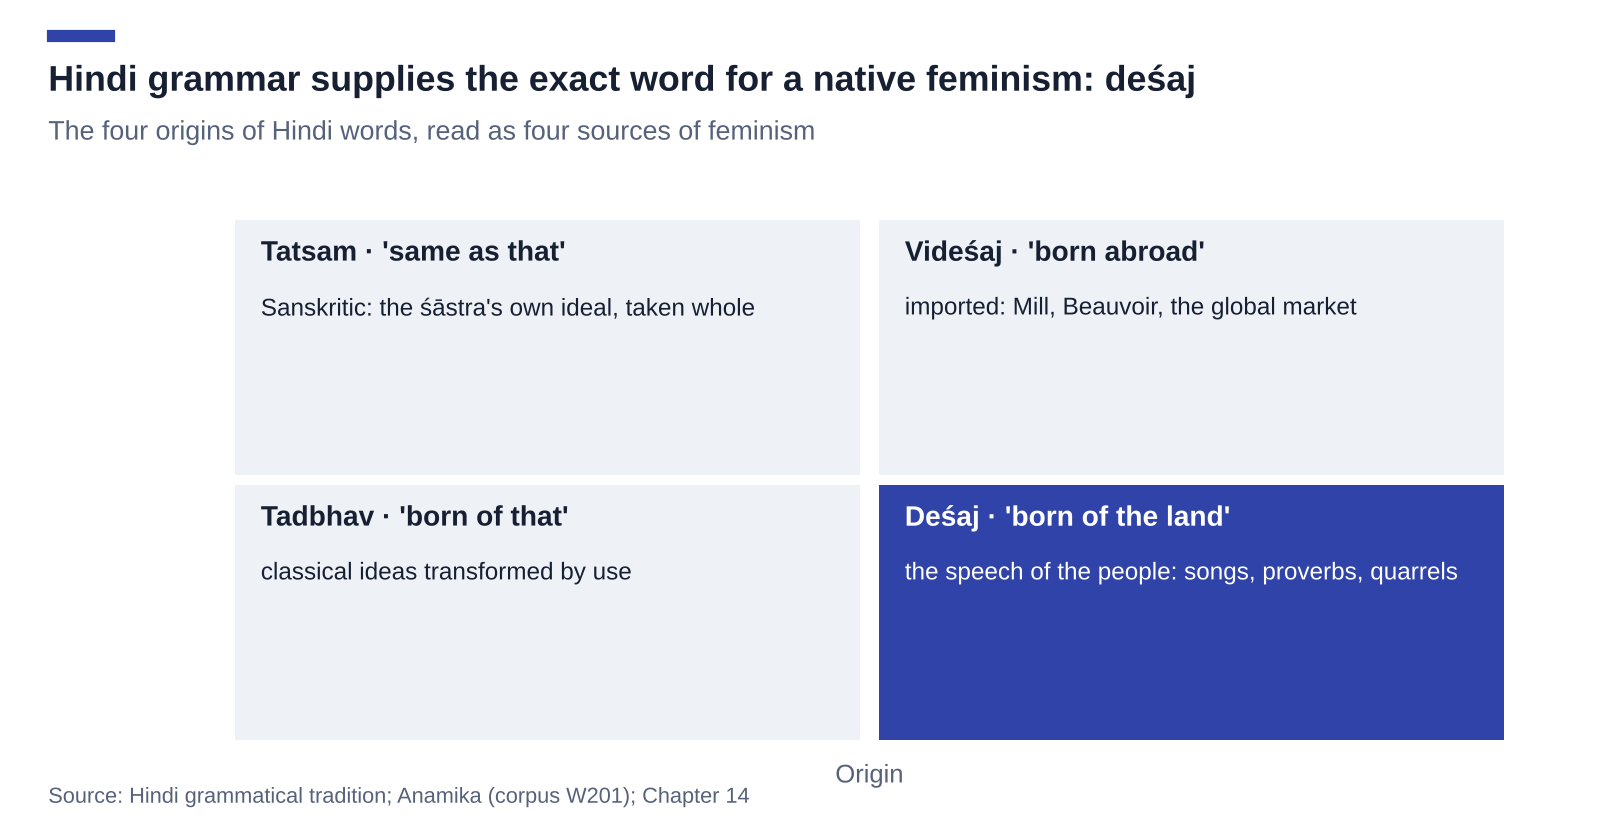 Hindi grammar supplies the exact word for a native feminism: deśaj
The four origins of Hindi words, read as four sources of feminism
Tatsam · 'same as that'
Sanskritic: the śāstra's own ideal, taken whole
Videśaj · 'born abroad'
imported: Mill, Beauvoir, the global market
Tadbhav · 'born of that'
classical ideas transformed by use
Deśaj · 'born of the land'
the speech of the people: songs, proverbs, quarrels
Origin
Source: Hindi grammatical tradition; Anamika (corpus W201); Chapter 14